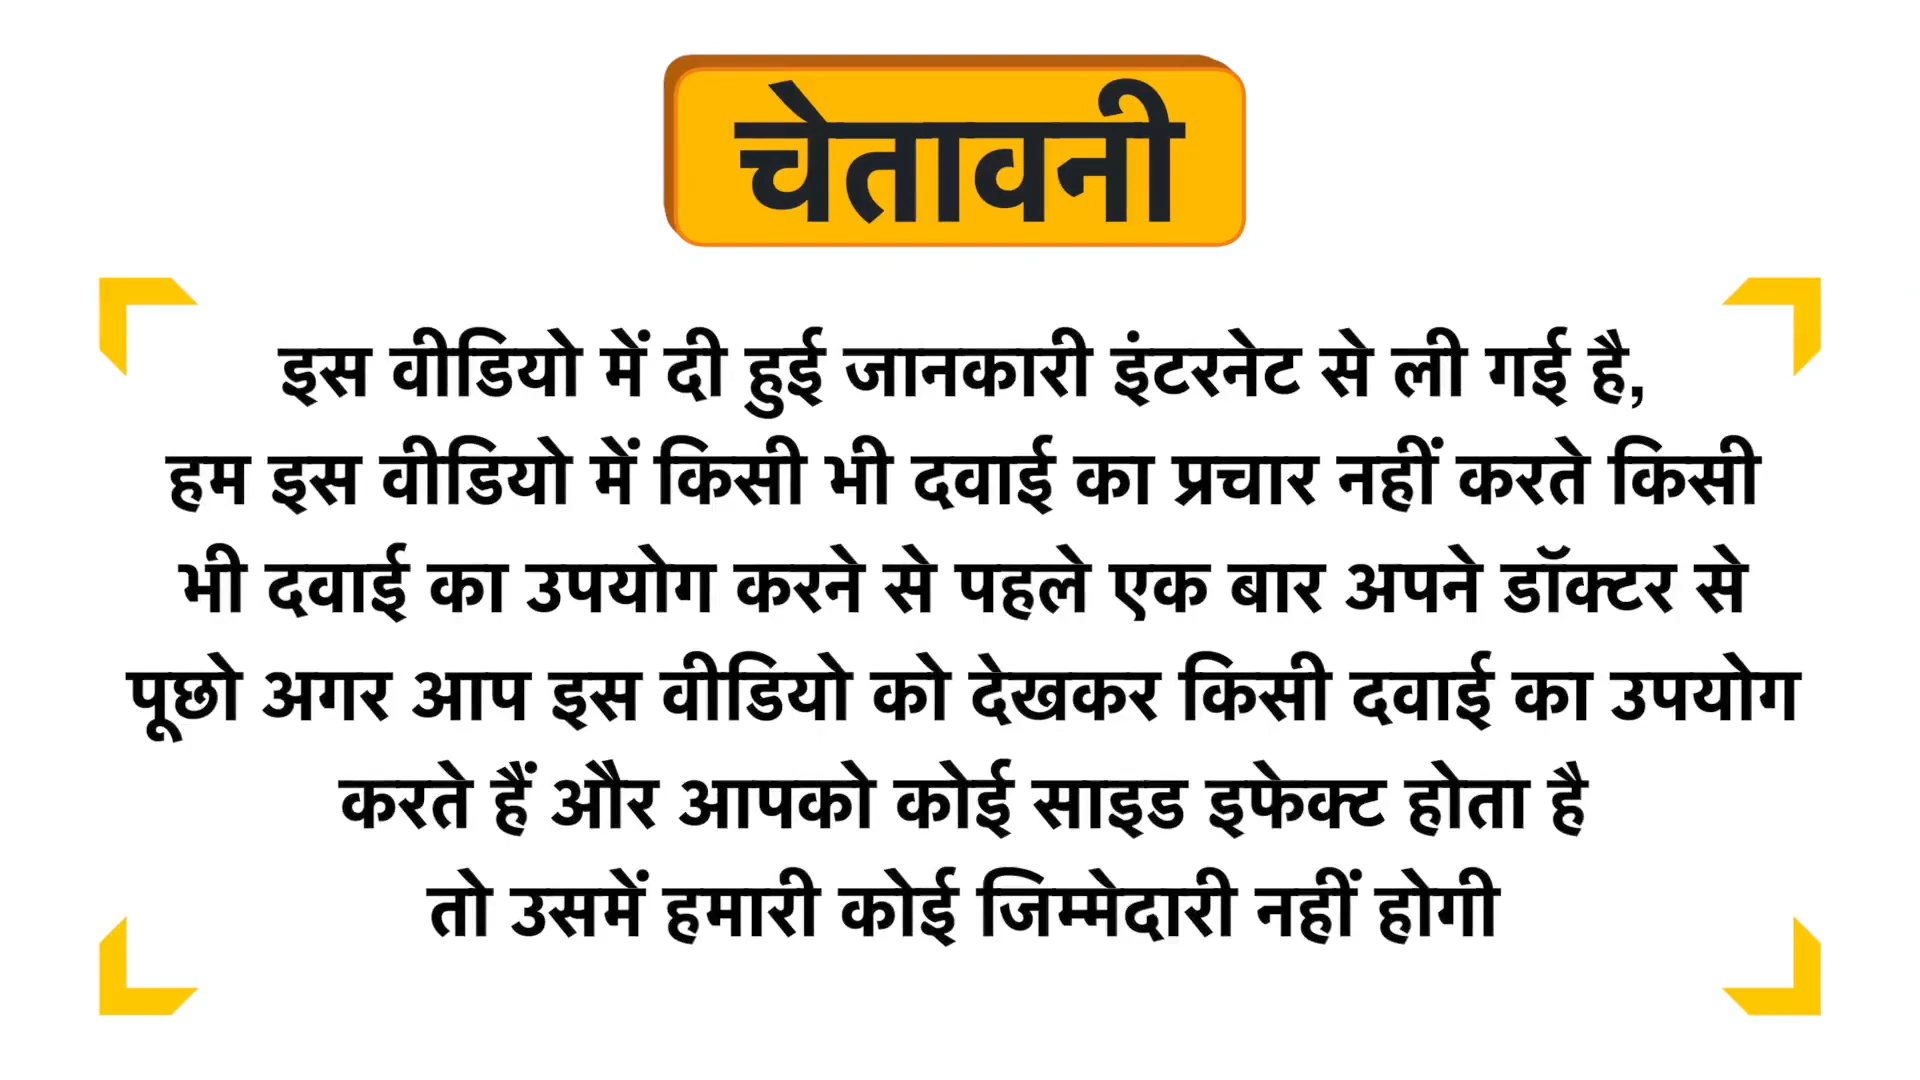 चेतावनी
इस वीडियो में दी हुई जानकारी इंटरनेट से ली गई है,
हम इस वीडियो में किसी भी दवाई का प्रचार नहीं करते किसी
भी दवाई का उपयोग करने से पहले एक बार अपने डॉक्टर से
पूछो अगर आप इस वीडियो को देखकर किसी दवाई का उपयोग
करते हैं और आपको कोई साइड इफेक्ट होता है
तो उसमें हमारी कोई जिम्मेदारी नहीं होगी